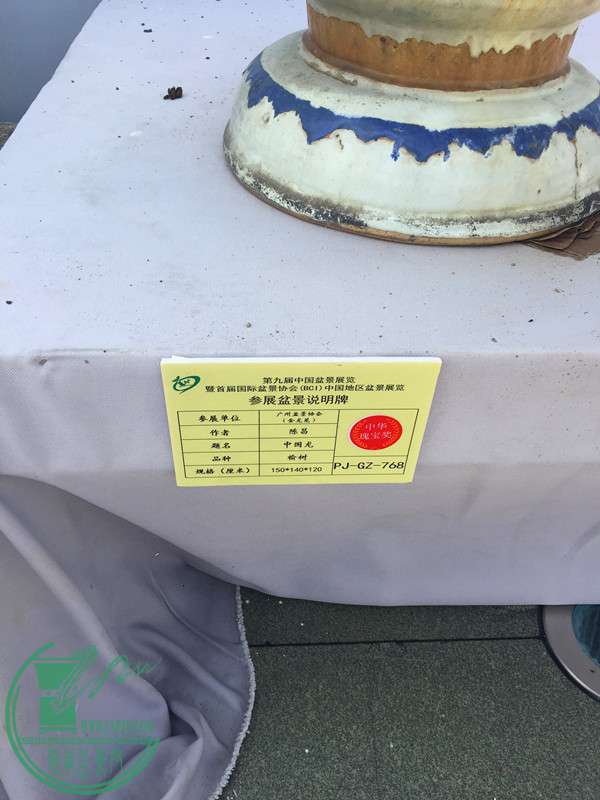 第九届中国盆景展览
暨首届国际盆景协会(BCI)中国地区盆景展览
参展盆景说明牌
参展单位 广州盆景协会
作者 陈昌
题名 中国龙
品种 榆树
规格(厘米) 150*140*120
中华
瑰宝奖
PJ-GZ-768